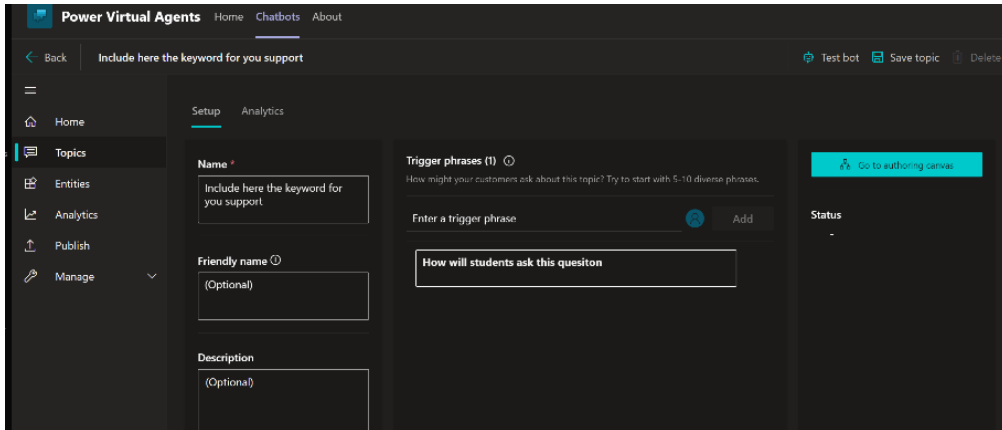 Power Virtual Agents Home Chatbots About
Back Include here the keyword for you support Test bot Save topic Delete
Home
Topics
Entities
Analytics
Publish
Manage
Setup Analytics
Name *
Include here the keyword for
you support
Friendly name
(Optional)
Description
(Optional)
Trigger phrases (1)
How might your customers ask about this topic? Try to start with 5-10 diverse phrases.
Enter a trigger phrase Add
How will students ask this quesiton
Go to authoring canvas
Status
-